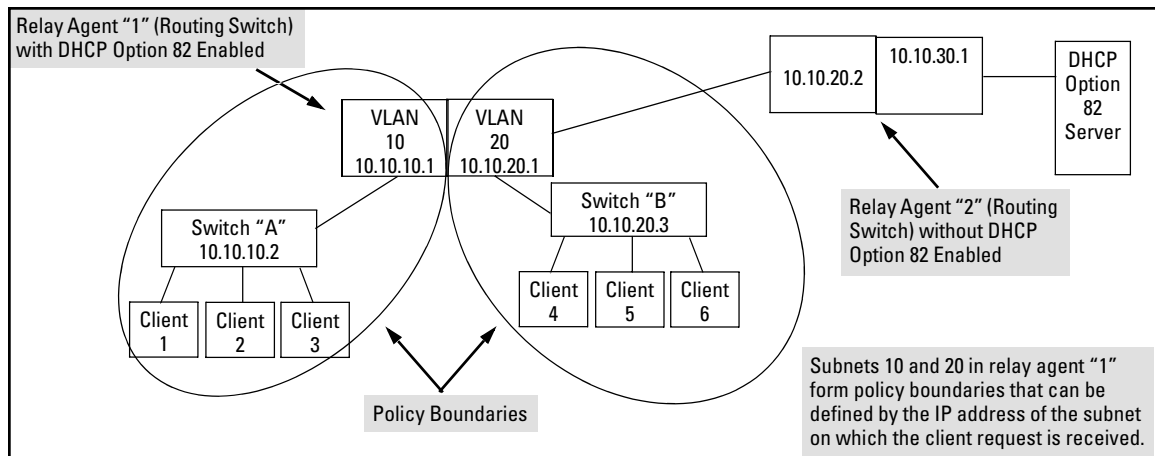 Relay Agent “1” (Routing Switch)
with DHCP Option 82 Enabled
VLAN
10
10.10.10.1
VLAN
20
10.10.20.1
10.10.20.2
10.10.30.1
DHCP
Option
82
Server
Switch “A”
10.10.10.2
Switch “B”
10.10.20.3
Relay Agent “2” (Routing
Switch) without DHCP
Option 82 Enabled
Client
1
Client
2
Client
3
Client
4
Client
5
Client
6
Policy Boundaries
Subnets 10 and 20 in relay agent “1”
form policy boundaries that can be
defined by the IP address of the subnet
on which the client request is received.